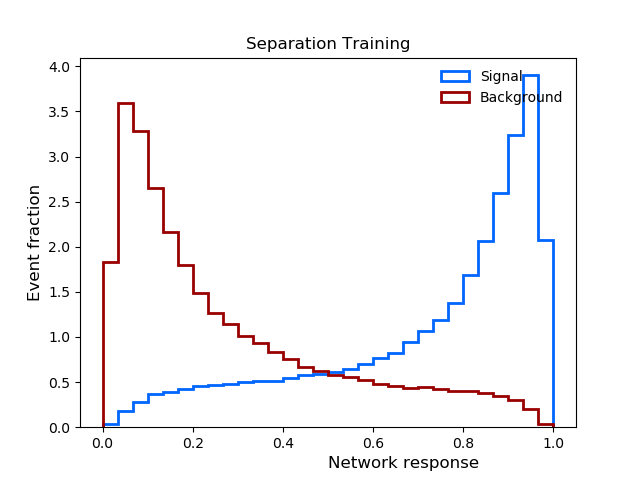 Separation Training
Signal
Background
Event fraction
4.0
3.5
3.0
2.5
2.0
1.5
1.0
0.5
0.0
0.0 0.2 0.4 0.6 0.8 1.0
Network response